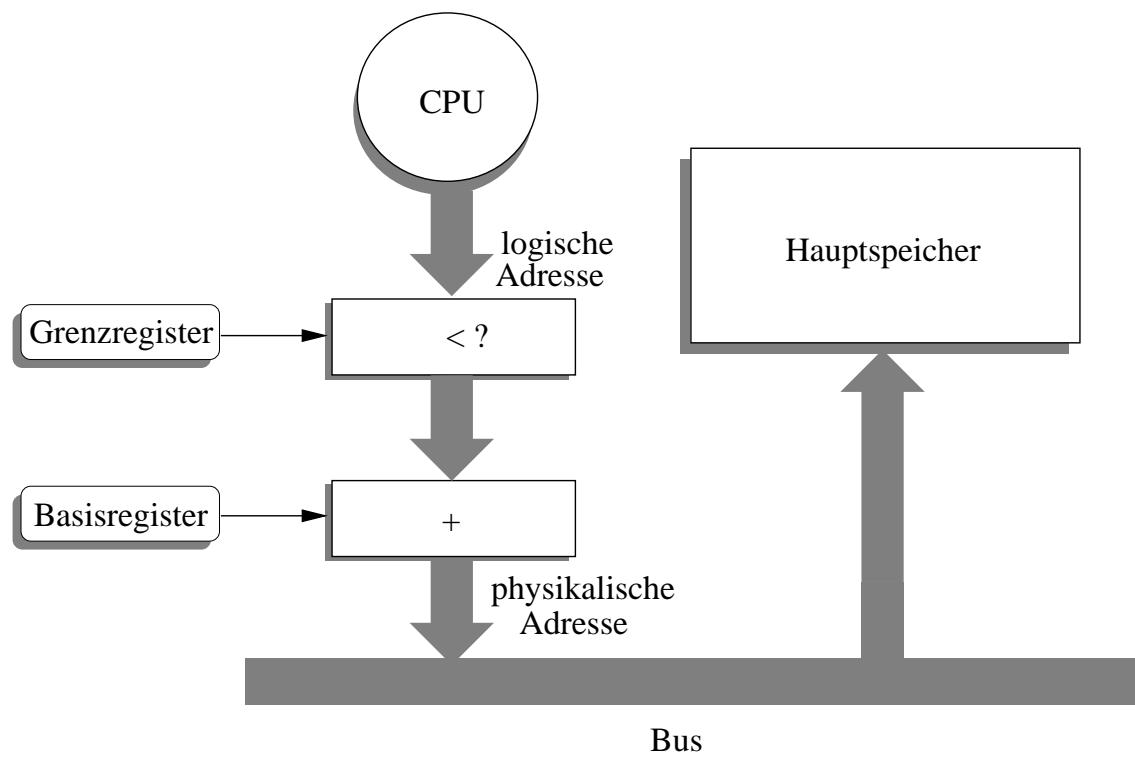 CPU
logische
Adresse
Hauptspeicher
Grenzregister
< ?
Basisregister
+
physikalische
Adresse
Bus